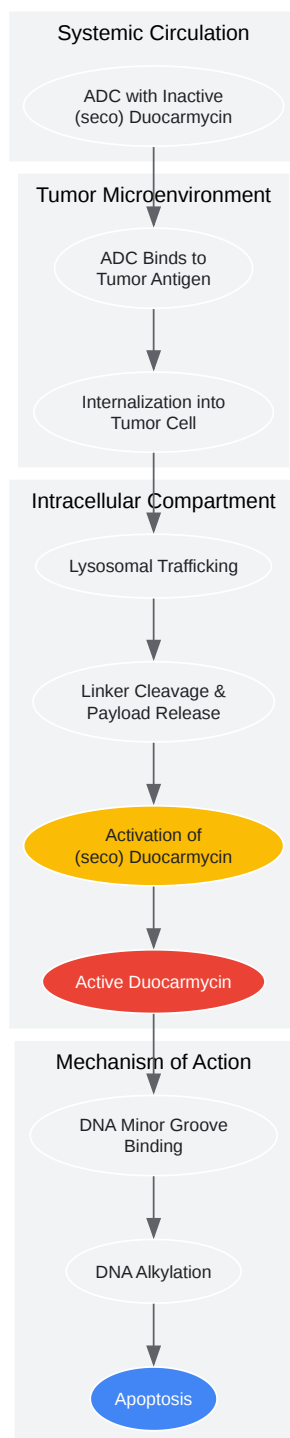 Systemic Circulation
ADC with Inactive
(seco) Duocarmycin
Tumor Microenvironment
ADC Binds to
Tumor Antigen
Internalization into
Tumor Cell
Intracellular Compartment
Lysosomal Trafficking
Linker Cleavage &
Payload Release
Activation of
(seco) Duocarmycin
Active Duocarmycin
Mechanism of Action
DNA Minor Groove
Binding
DNA Alkylation
Apoptosis